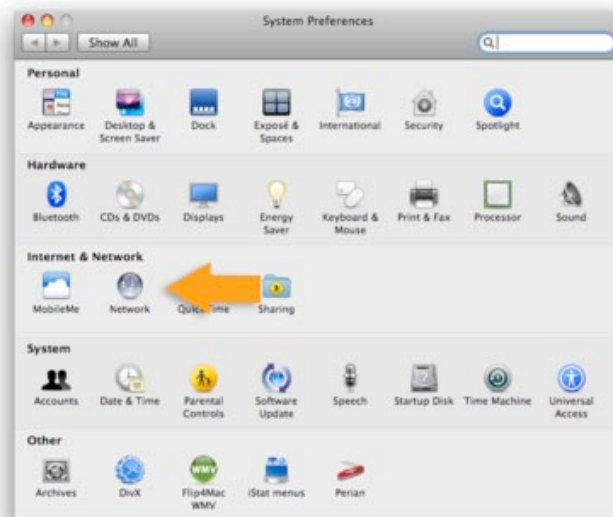 System Preferences
Show All
Personal
Appearance
Desktop &
Screen Saver
Dock
Exposé &
Spaces
International
Security
Spotlight
Hardware
Bluetooth
CDs & DVDs
Displays
Energy
Saver
Keyboard &
Mouse
Print & Fax
Processor
Sound
Internet & Network
MobileMe
Network
QuickTime
Sharing
System
Accounts
Date & Time
Parental
Controls
Software
Update
Speech
Startup Disk
Time Machine
Universal
Access
Other
Archives
DivX
WMV
Flip4Mac
WMV
iStat menus
Perian